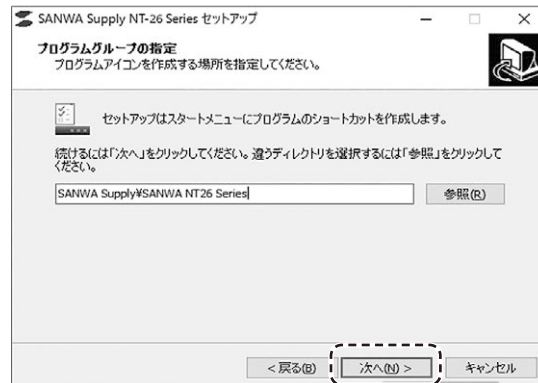 SANWA Supply NT-26 Series セットアップ
プログラムグループの指定
プログラムアイコンを作成する場所を指定してください。
セットアップはスタートメニューにプログラムのショートカットを作成します。
続けるには「次へ」をクリックしてください。違うディレクトリを選択するには「参照」をクリックして
ください。
SANWA Supply¥SANWA NT26 Series
参照(R)
< 戻る(B)
次へ(N) >
キャンセル